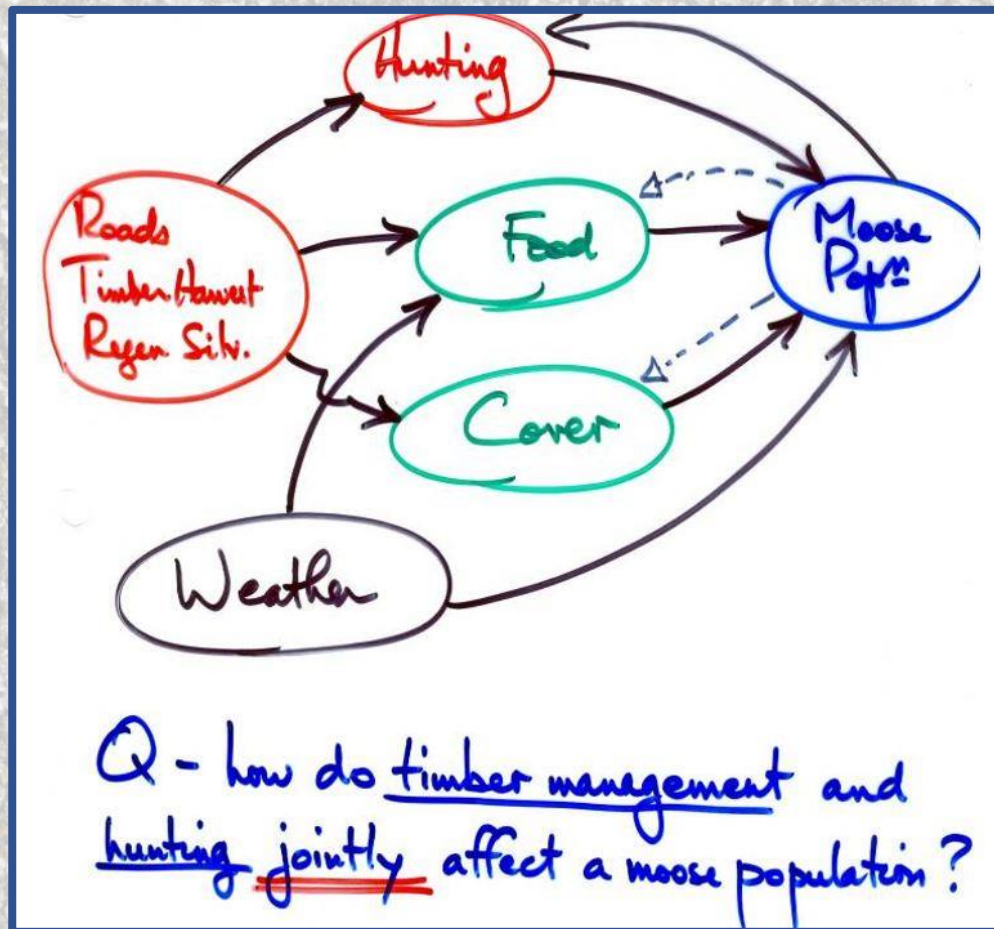 Hunting
Roads
Timber Harvest
Regen Silv.
Food
Moose
Popⁿ
Cover
Weather
Q - how do timber management and
hunting jointly affect a moose population?